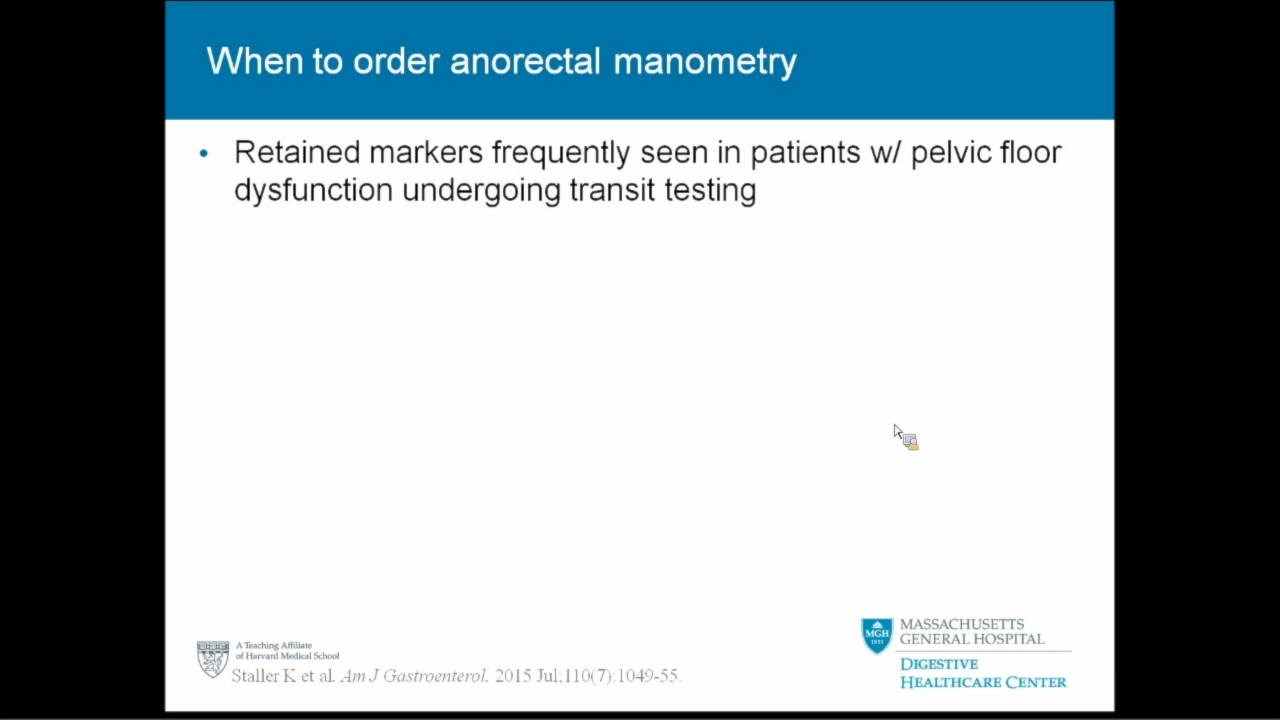 When to order anorectal manometry
• Retained markers frequently seen in patients w/ pelvic floor
dysfunction undergoing transit testing
A Teaching Affiliate
of Harvard Medical School
Staller K et al. Am J Gastroenterol. 2015 Jul;110(7):1049-55.
MGH
1811
MASSACHUSETTS
GENERAL HOSPITAL
DIGESTIVE
HEALTHCARE CENTER